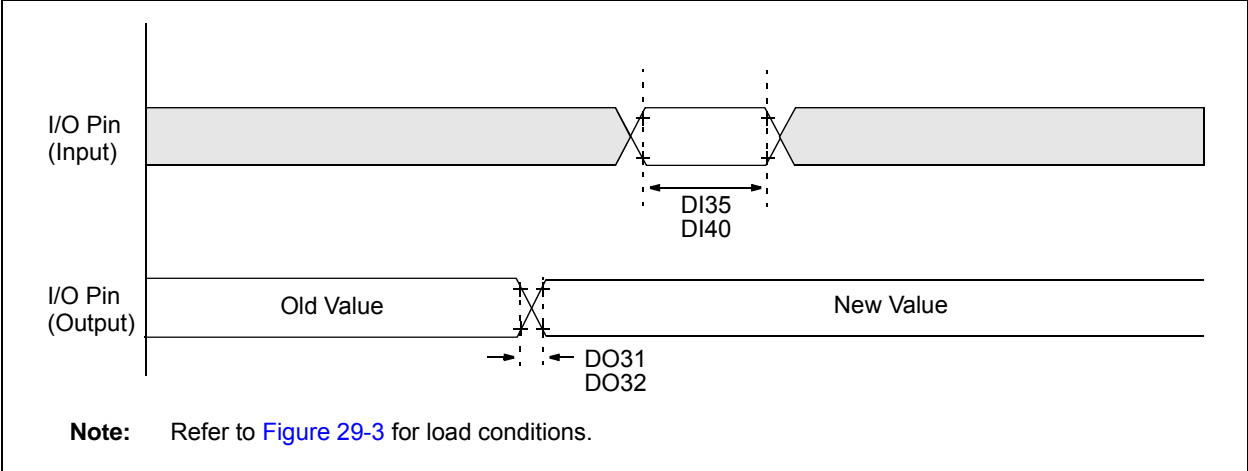 I/O Pin
(Input)
DI35
DI40
I/O Pin
(Output)
Old Value
New Value
DO31
DO32
Note: Refer to Figure 29-3 for load conditions.